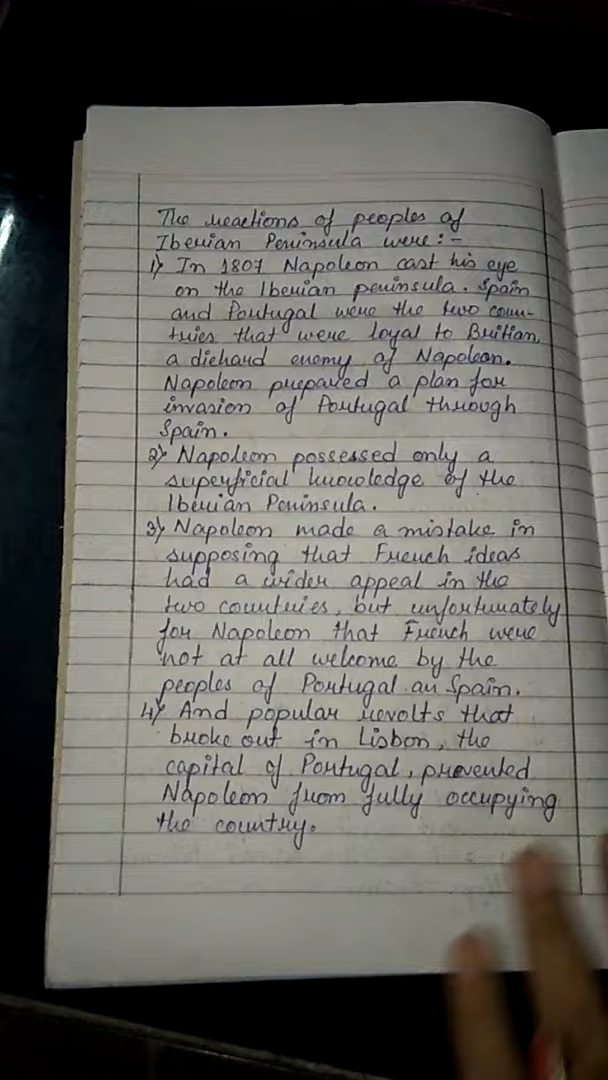 The reactions of peoples of
Iberian Peninsula were :-
1) In 1807 Napoleon cast his eye
on the Iberian peninsula. Spain
and Portugal were the two coun-
tries that were loyal to Britian,
a diehard enemy of Napoleon.
Napoleon prepared a plan for
invasion of Portugal through
Spain.
2) Napoleon possessed only a
superficial knowledge of the
Iberian Peninsula.
3) Napoleon made a mistake in
supposing that French ideas
had a wider appeal in the
two countries, but unfortunately
for Napoleon that French were
not at all welcome by the
peoples of Portugal an Spain.
4) And popular revolts that
broke out in Lisbon, the
capital of Portugal, prevented
Napoleon from fully occupying
the country.